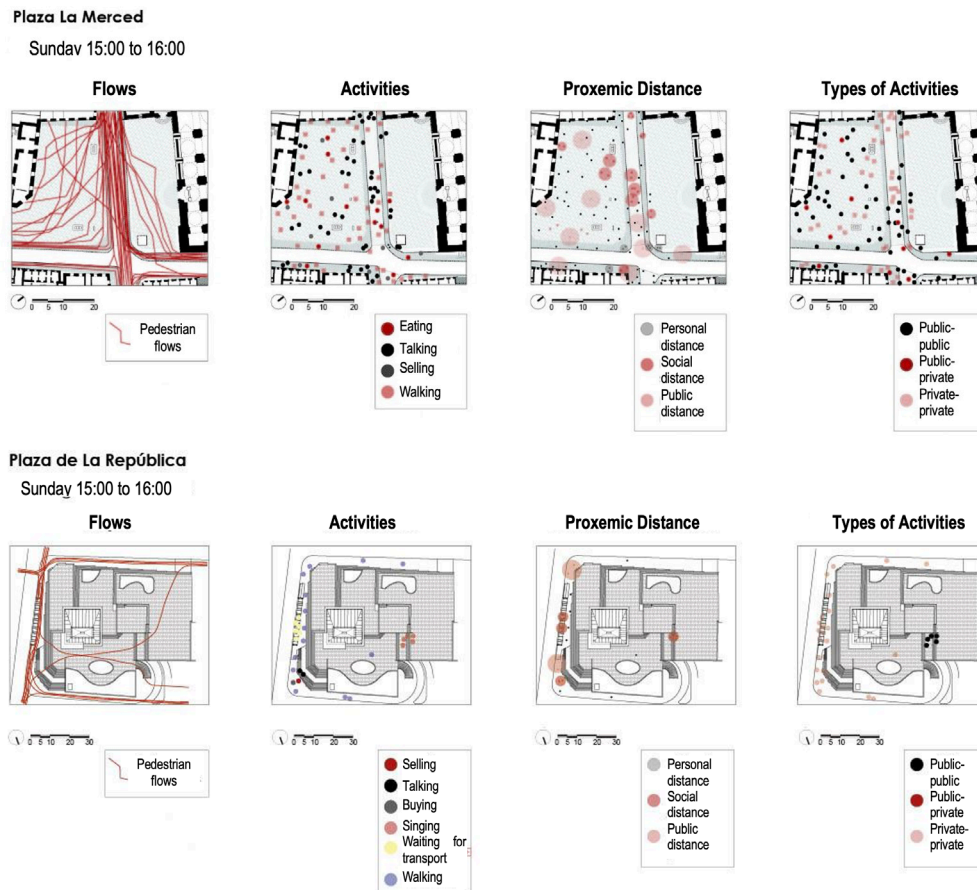 Plaza La Merced
Sunday 15:00 to 16:00
Flows
Activities
Proxemic Distance
Types of Activities
0 5 10 20
0 5 10 20
0 5 10 20
0 5 10 20
Pedestrian
flows
Eating
Talking
Selling
Walking
Personal
distance
Social
distance
Public
distance
Public-
public
Public-
private
Private-
private
Plaza de La República
Sunday 15:00 to 16:00
Flows
Activities
Proxemic Distance
Types of Activities
0 5 10 20 30
0 5 10 20 30
0 5 10 20 30
0 5 10 20 30
Pedestrian
flows
Selling
Talking
Buying
Singing
Waiting for
transport
Walking
Personal
distance
Social
distance
Public
distance
Public-
public
Public-
private
Private-
private